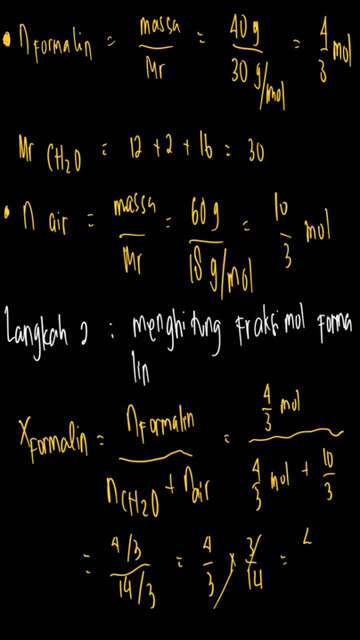 • n formalin = massa / Mr = 40 g / 30 g/mol = 4/3 mol
Mr CH2O = 12 + 2 + 16 = 30
• n air = massa / Mr = 60 g / 18 g/mol = 10/3 mol
Langkah 2 : menghitung fraksi mol forma
lin
X formalin = n formalin / n CH2O + n air = 4/3 mol / 4/3 mol + 10/3
= 4/3 / 14/3 = 4/3 × 3/14 = 4